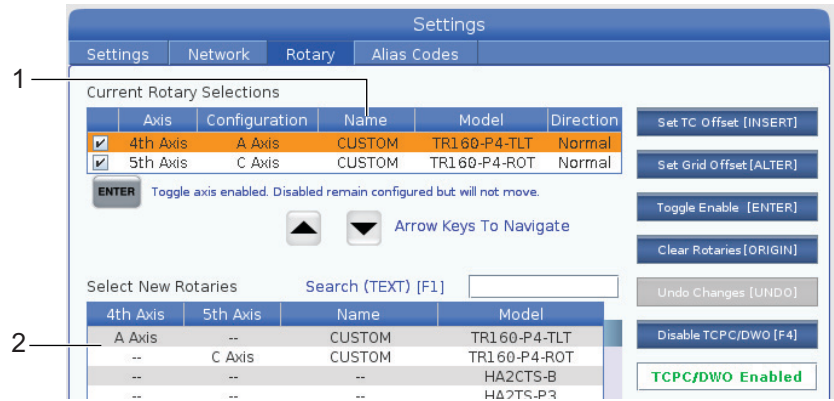 Settings
Settings Network Rotary Alias Codes
1
Current Rotary Selections
Axis Configuration Name Model Direction
4th Axis A Axis CUSTOM TR160-P4-TLT Normal
5th Axis C Axis CUSTOM TR160-P4-ROT Normal
ENTER Toggle axis enabled. Disabled remain configured but will not move.
Arrow Keys To Navigate
Set TC Offset [INSERT]
Set Grid Offset [ALTER]
Toggle Enable [ENTER]
Clear Rotaries [ORIGIN]
Undo Changes [UNDO]
Disable TCPC/DWO [F4]
TCPC/DWO Enabled
Select New Rotaries Search (TEXT) [F1]
4th Axis 5th Axis Name Model
2
A Axis -- CUSTOM TR160-P4-TLT
-- C Axis CUSTOM TR160-P4-ROT
-- -- -- HA2CTS-B
-- -- -- HA2TS-P3